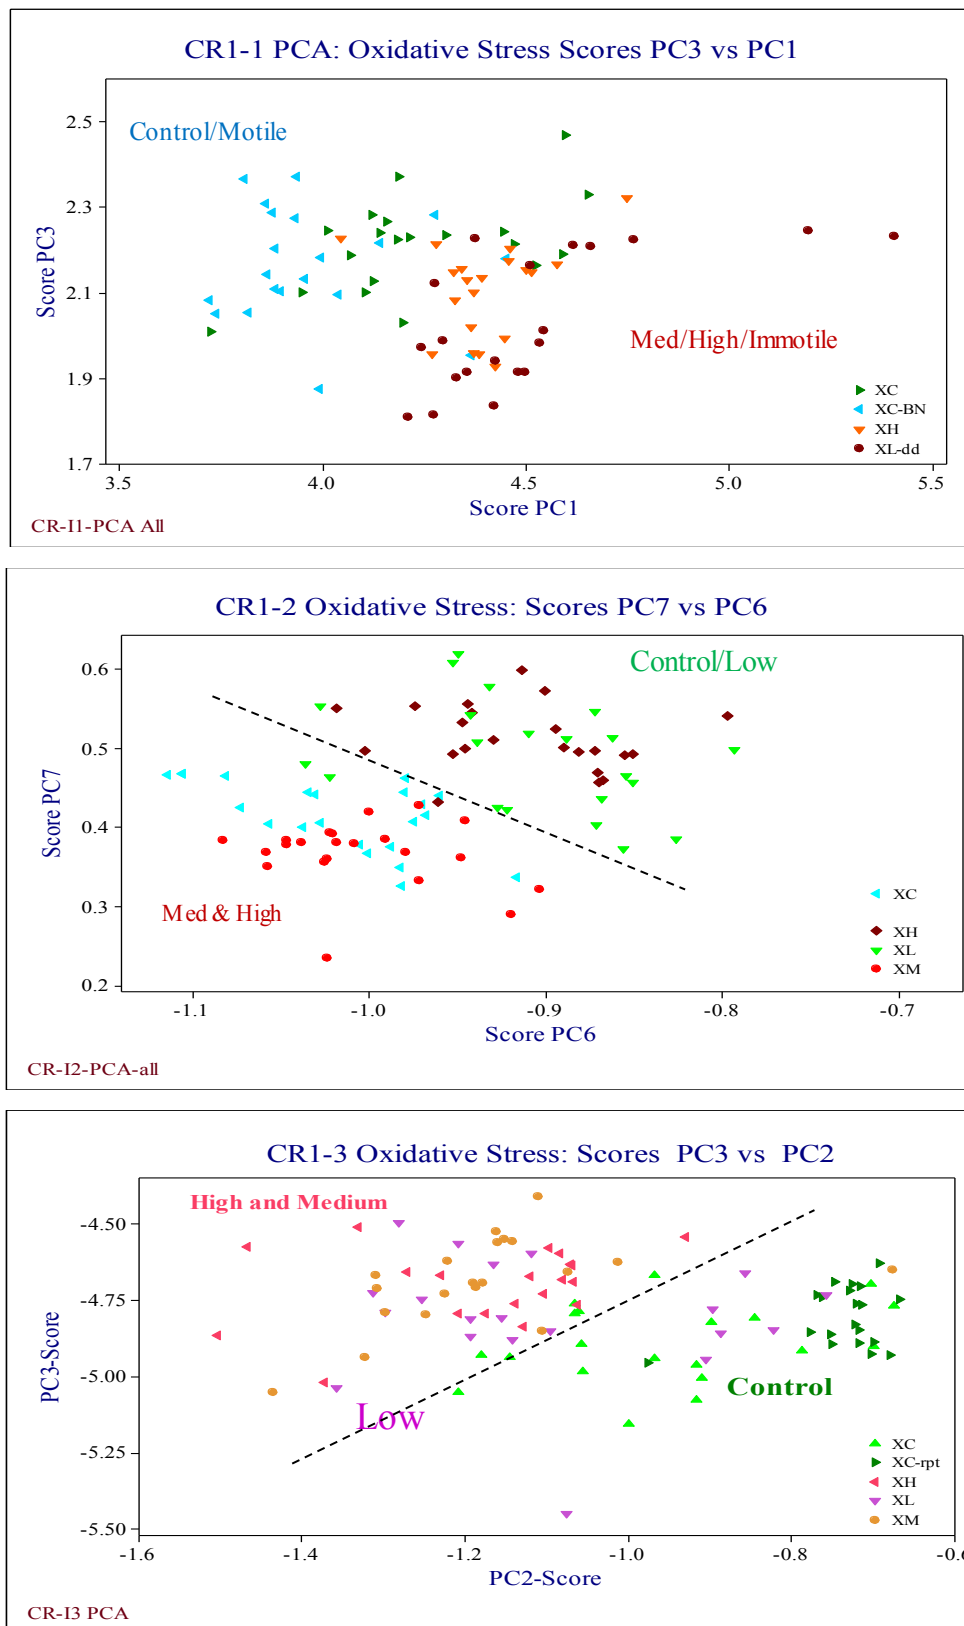 CR1-1 PCA: Oxidative Stress Scores PC3 vs PC1
Control/Motile
Med/High/Immotile
Score PC3
2.5
2.3
2.1
1.9
1.7
3.5 4.0 4.5 5.0 5.5
Score PC1
XC
XC-BN
XH
XL-dd
CR-I1-PCA All
CR1-2 Oxidative Stress: Scores PC7 vs PC6
Control/Low
Med & High
Score PC7
0.6
0.5
0.4
0.3
0.2
-1.1 -1.0 -0.9 -0.8 -0.7
Score PC6
XC
XH
XL
XM
CR-I2-PCA-all
CR1-3 Oxidative Stress: Scores PC3 vs PC2
High and Medium
Low
Control
PC3-Score
-4.50
-4.75
-5.00
-5.25
-5.50
-1.6 -1.4 -1.2 -1.0 -0.8 -0.6
PC2-Score
XC
XC-rpt
XH
XL
XM
CR-I3 PCA